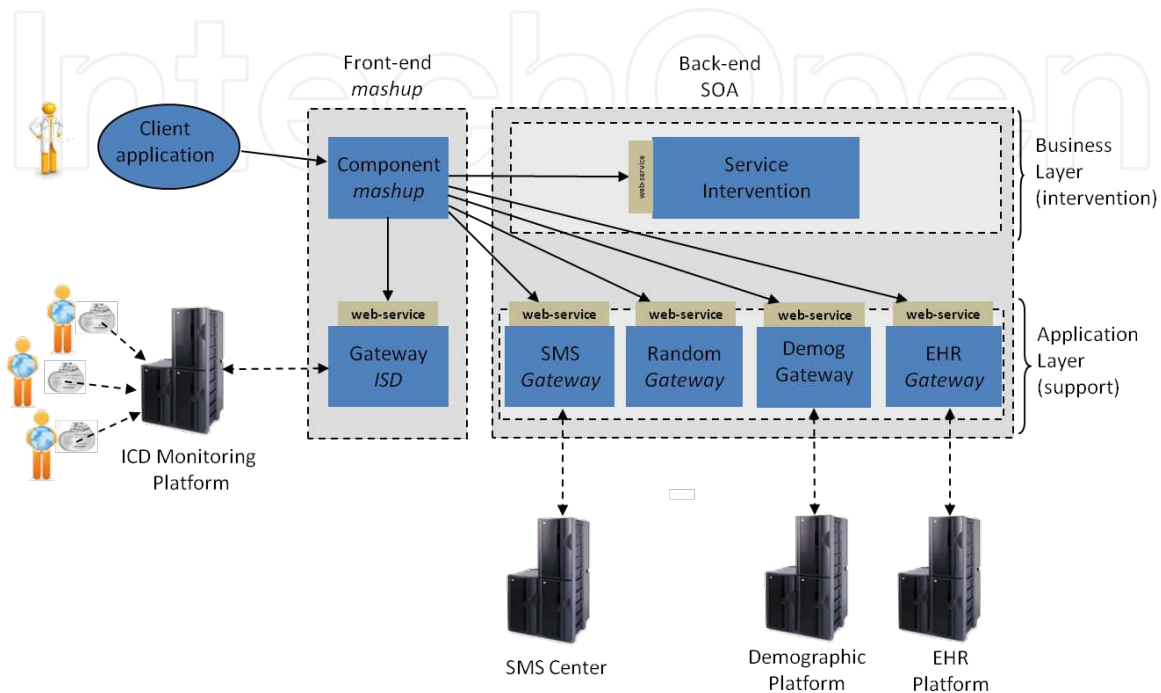 IntechOpen
Front-end
mashup
Back-end
SOA
Client
application
Component
mashup
web-service
Service
Intervention
Business
Layer
(intervention)
web-service
web-service
web-service
web-service
web-service
Gateway
ISD
SMS
Gateway
Random
Gateway
Demog
Gateway
EHR
Gateway
Application
Layer
(support)
ICD Monitoring
Platform
SMS Center
Demographic
Platform
EHR
Platform